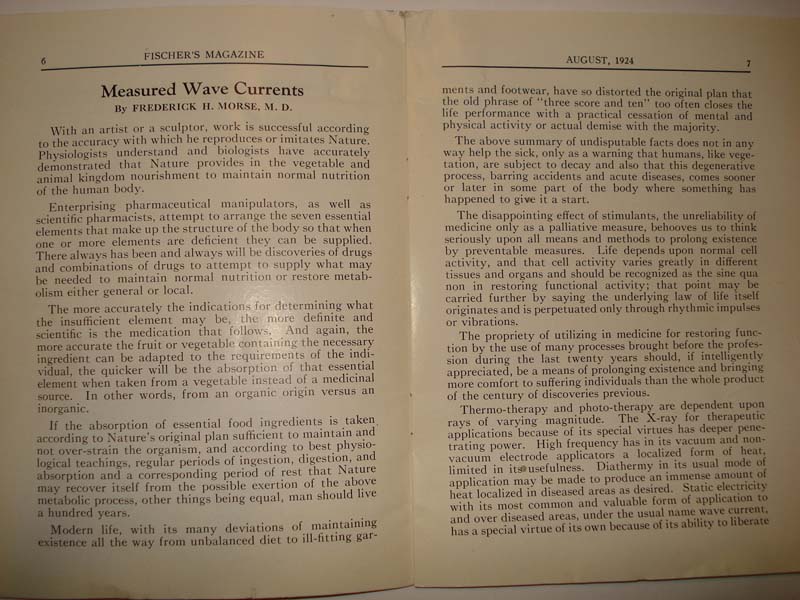 6
FISCHER'S MAGAZINE
Measured Wave Currents
By FREDERICK H. MORSE, M. D.
With an artist or a sculptor, work is successful according
to the accuracy with which he reproduces or imitates Nature.
Physiologists understand and biologists have accurately
demonstrated that Nature provides in the vegetable and
animal kingdom nourishment to maintain normal nutrition
of the human body.
Enterprising pharmaceutical manipulators, as well as
scientific pharmacists, attempt to arrange the seven essential
elements that make up the structure of the body so that when
one or more elements are deficient they can be supplied.
There always has been and always will be discoveries of drugs
and combinations of drugs to attempt to supply what may
be needed to maintain normal nutrition or restore metab-
olism either general or local.
The more accurately the indications for determining what
the insufficient element may be, the more definite and
scientific is the medication that follows. And again, the
more accurate the fruit or vegetable containing the necessary
ingredient can be adapted to the requirements of the indi-
vidual, the quicker will be the absorption of that essential
element when taken from a vegetable instead of a medicinal
source. In other words, from an organic origin versus an
inorganic.
If the absorption of essential food ingredients is taken
according to Nature's original plan sufficient to maintain and
not over-strain the organism, and according to best physio-
logical teachings, regular periods of ingestion, digestion, and
absorption and a corresponding period of rest that Nature
may recover itself from the possible exertion of the above
metabolic process, other things being equal, man should live
a hundred years.
Modern life, with its many deviations of maintaining
existence all the way from unbalanced diet to ill-fitting gar-
AUGUST, 1924
7
ments and footwear, have so distorted the original plan that
the old phrase of "three score and ten" too often closes the
life performance with a practical cessation of mental and
physical activity or actual demise with the majority.
The above summary of undisputable facts does not in any
way help the sick, only as a warning that humans, like vege-
tation, are subject to decay and also that this degenerative
process, barring accidents and acute diseases, comes sooner
or later in some part of the body where something has
happened to give it a start.
The disappointing effect of stimulants, the unreliability of
medicine only as a palliative measure, behooves us to think
seriously upon all means and methods to prolong existence
by preventable measures. Life depends upon normal cell
activity, and that cell activity varies greatly in different
tissues and organs and should be recognized as the sine qua
non in restoring functional activity; that point may be
carried further by saying the underlying law of life itself
originates and is perpetuated only through rhythmic impulses
or vibrations.
The propriety of utilizing in medicine for restoring func-
tion by the use of many processes brought before the profes-
sion during the last twenty years should, if intelligently
appreciated, be a means of prolonging existence and bringing
more comfort to suffering individuals than the whole product
of the century of discoveries previous.
Thermo-therapy and photo-therapy are dependent upon
rays of varying magnitude. The X-ray for therapeutic
applications because of its special virtues has deeper pene-
trating power. High frequency has in its vacuum and non-
vacuum electrode applicators a localized form of heat,
limited in its usefulness. Diathermy in its usual mode of
application may be made to produce an immense amount of
heat localized in diseased areas as desired. Static electricity
with its most common and valuable form of application to
and over diseased areas, under the usual name wave current,
has a special virtue of its own because of its ability to liberate